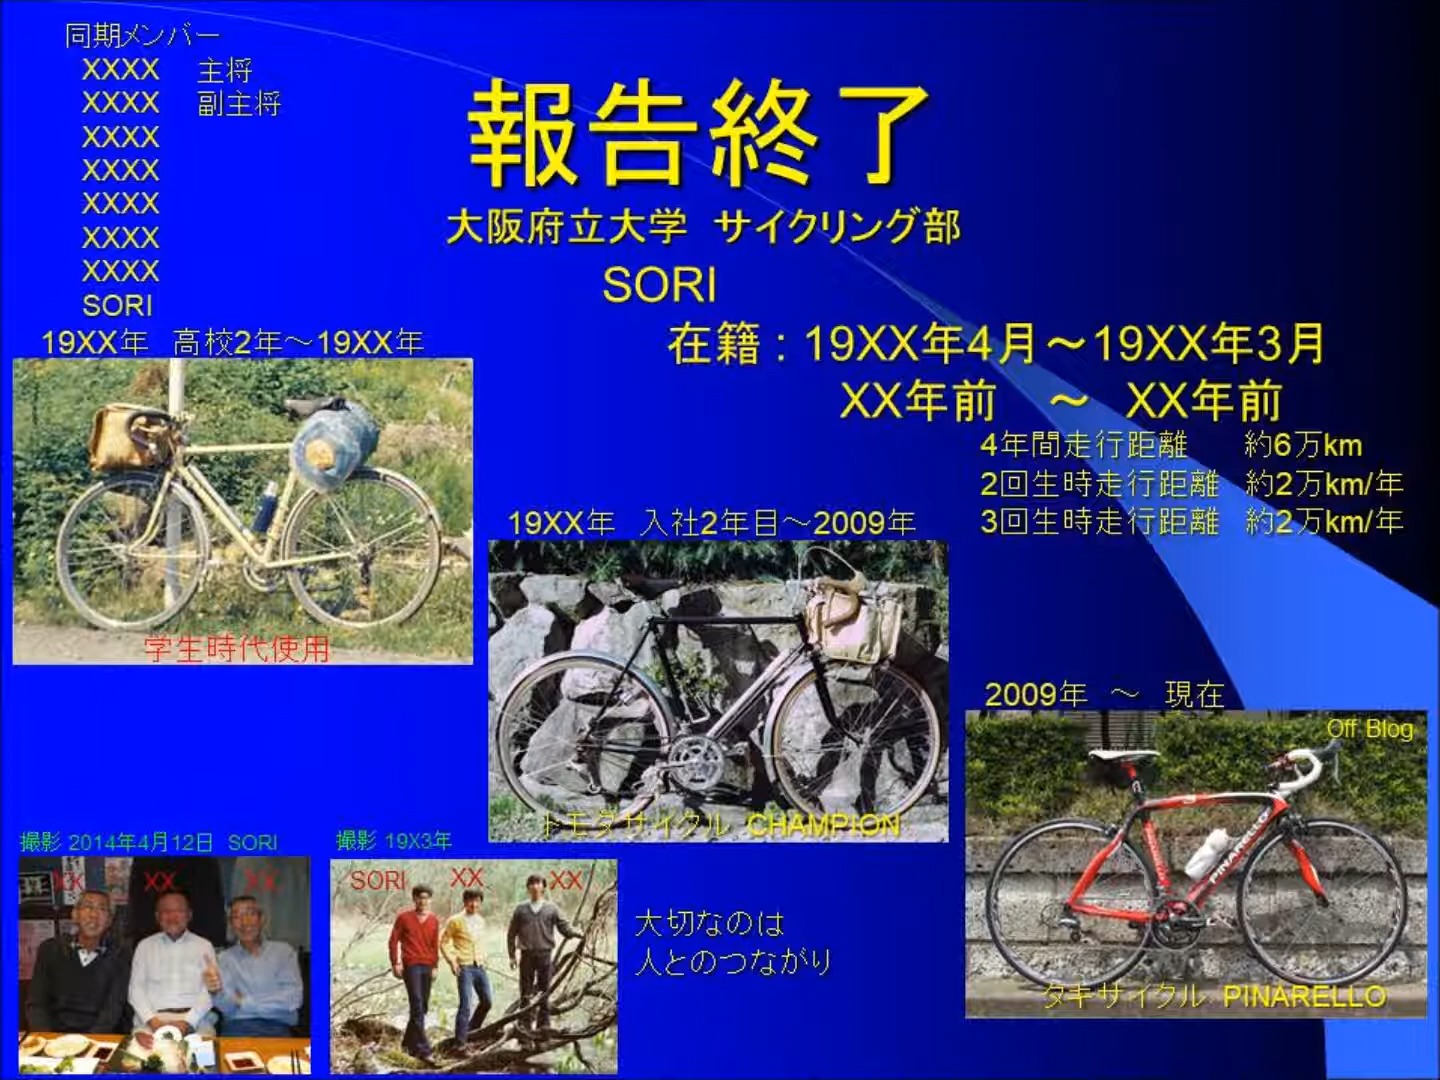 同期メンバー
XXXX 主将
XXXX 副主将
XXXX
XXXX
XXXX
XXXX
XXXX
SORI
報告終了
大阪府立大学 サイクリング部
SORI
在籍：19XX年4月～19XX年3月
XX年前 ～ XX年前
4年間走行距離 約6万km
2回生時走行距離 約2万km/年
3回生時走行距離 約2万km/年
19XX年 高校2年～19XX年
学生時代使用
19XX年 入社2年目～2009年
トモダサイクル CHAMPION
2009年 ～ 現在
Off Blog
PINARELLO
タキサイクル PINARELLO
撮影 2014年4月12日 SORI
XX XX XX
撮影 19X3年
SORI XX XX
大切なのは
人とのつながり